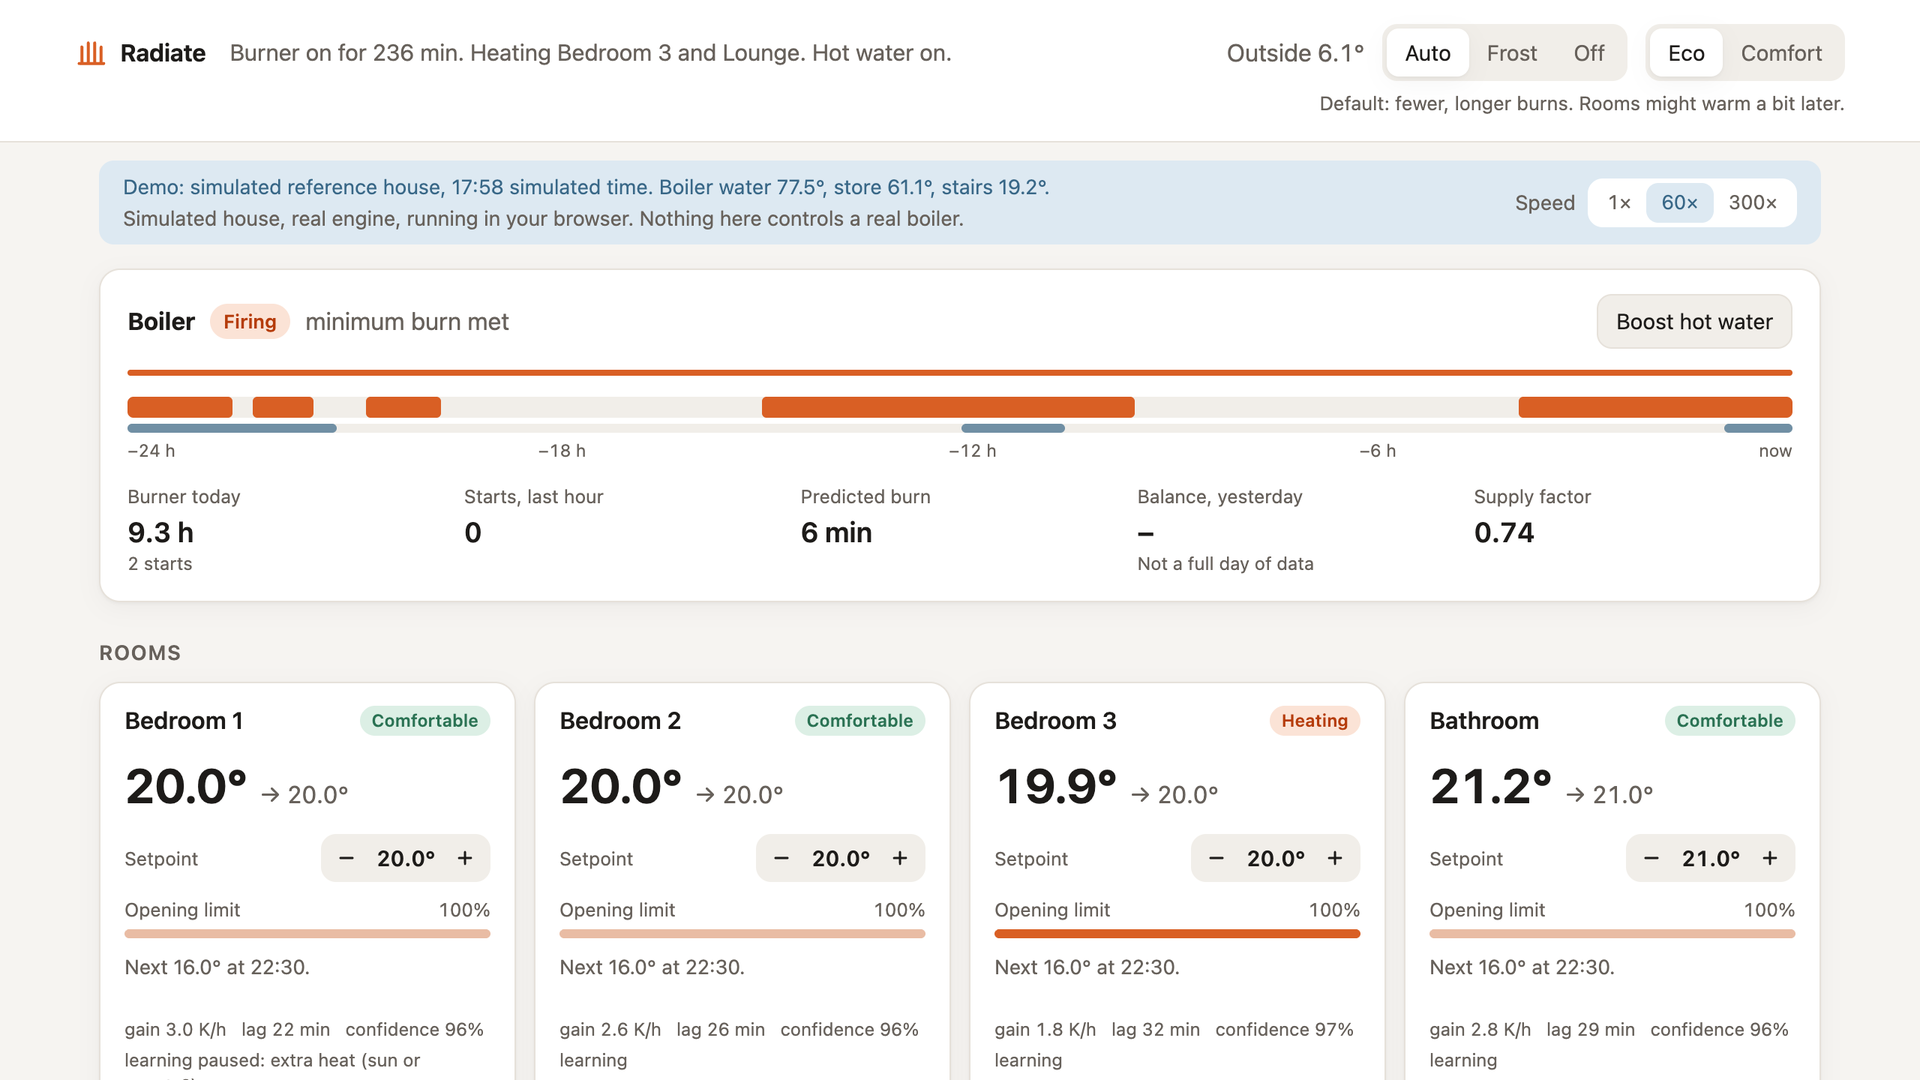 Radiate Burner on for 236 min. Heating Bedroom 3 and Lounge. Hot water on.
Outside 6.1° Auto Frost Off Eco Comfort
Default: fewer, longer burns. Rooms might warm a bit later.
Demo: simulated reference house, 17:58 simulated time. Boiler water 77.5°, store 61.1°, stairs 19.2°.
Simulated house, real engine, running in your browser. Nothing here controls a real boiler.
Speed 1× 60× 300×
Boiler Firing minimum burn met
Boost hot water
−24 h −18 h −12 h −6 h now
Burner today
9.3 h
2 starts
Starts, last hour
0
Predicted burn
6 min
Balance, yesterday
–
Not a full day of data
Supply factor
0.74
ROOMS
Bedroom 1 Comfortable
20.0° → 20.0°
Setpoint − 20.0° +
Opening limit 100%
Next 16.0° at 22:30.
gain 3.0 K/h lag 22 min confidence 96%
learning paused: extra heat (sun or
Bedroom 2 Comfortable
20.0° → 20.0°
Setpoint − 20.0° +
Opening limit 100%
Next 16.0° at 22:30.
gain 2.6 K/h lag 26 min confidence 96%
learning
Bedroom 3 Heating
19.9° → 20.0°
Setpoint − 20.0° +
Opening limit 100%
Next 16.0° at 22:30.
gain 1.8 K/h lag 32 min confidence 97%
learning
Bathroom Comfortable
21.2° → 21.0°
Setpoint − 21.0° +
Opening limit 100%
Next 16.0° at 22:30.
gain 2.8 K/h lag 29 min confidence 96%
learning